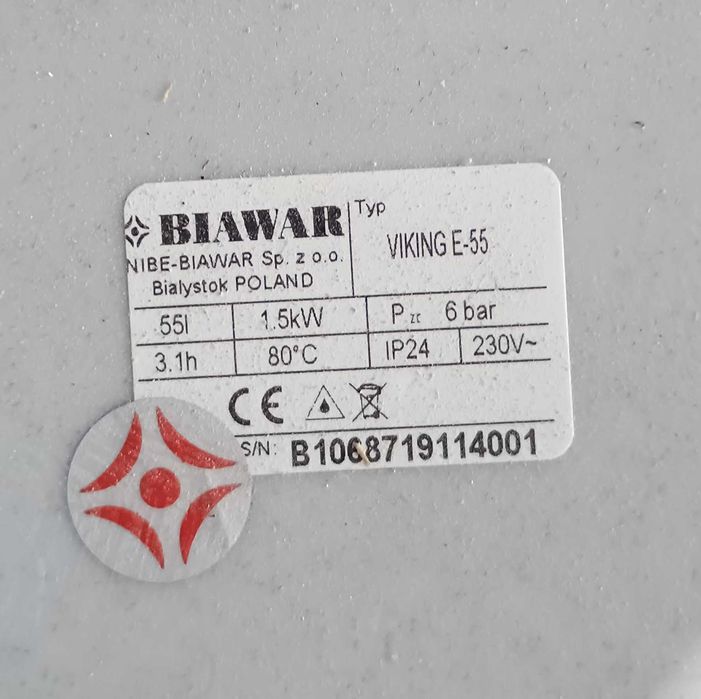 BIAWAR
NIBE-BIAWAR Sp. z o.o.
Bialystok POLAND
Typ
VIKING E-55
55l 1.5kW Pzc 6 bar
3.1h 80°C IP24 230V~
CE
S/N: B1068719114001